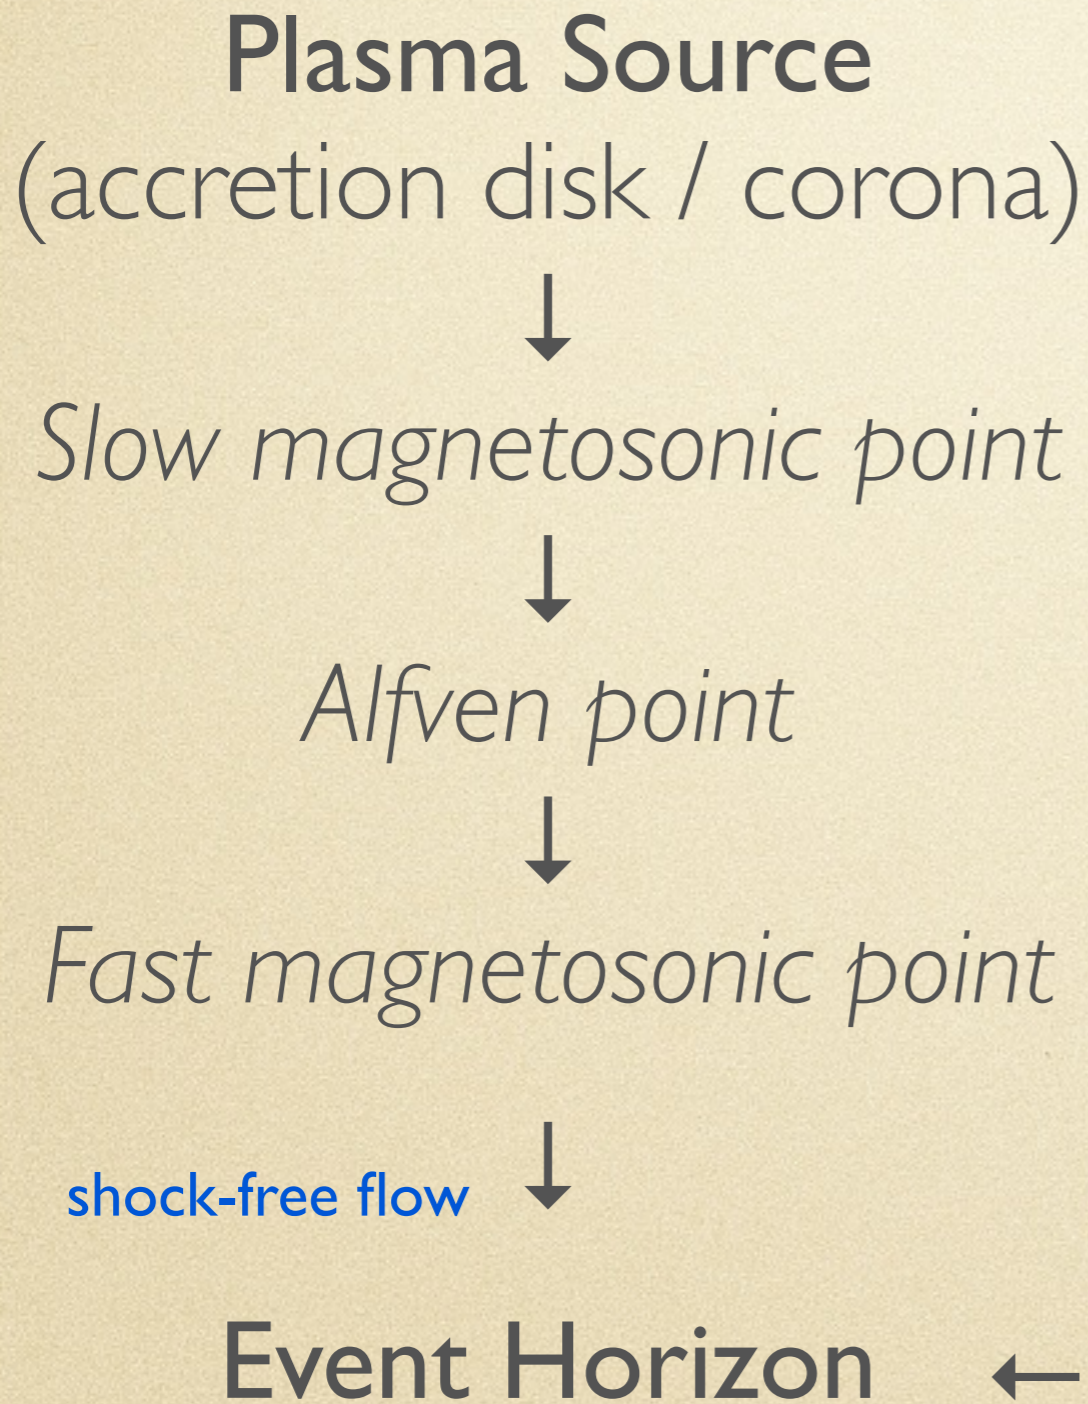 Plasma Source
(accretion disk / corona)
↓
Slow magnetosonic point
↓
Alfven point
↓
Fast magnetosonic point
shock-free flow ↓
Event Horizon ←